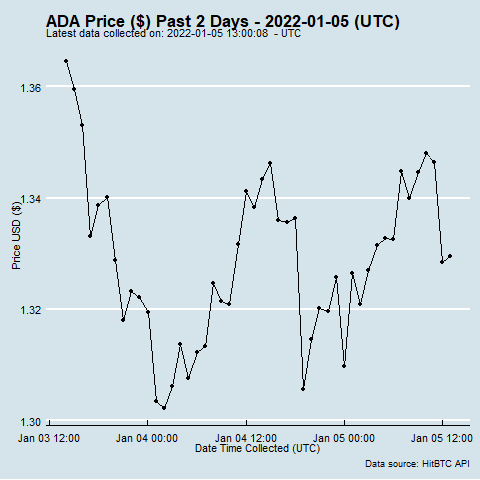 ADA Price ($) Past 2 Days - 2022-01-05 (UTC)
Latest data collected on: 2022-01-05 13:00:08 - UTC
1.36
1.34
1.32
1.30
Price USD ($)
Jan 03 12:00 Jan 04 00:00 Jan 04 12:00 Jan 05 00:00 Jan 05 12:00
Date Time Collected (UTC)
Data source: HitBTC API